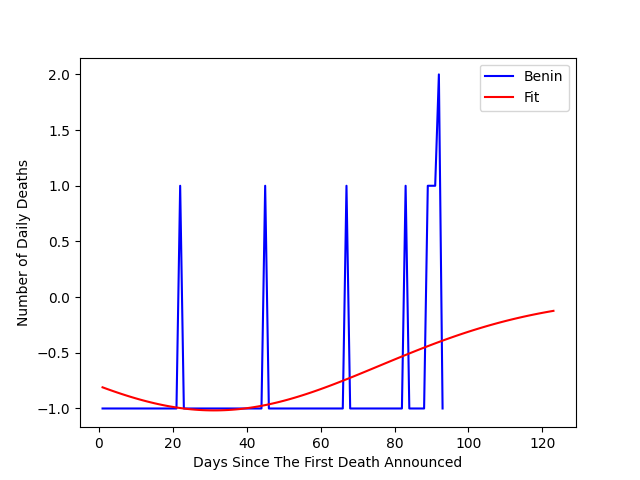 Benin
Fit
2.0
1.5
1.0
0.5
0.0
−0.5
−1.0
Number of Daily Deaths
0 20 40 60 80 100 120
Days Since The First Death Announced